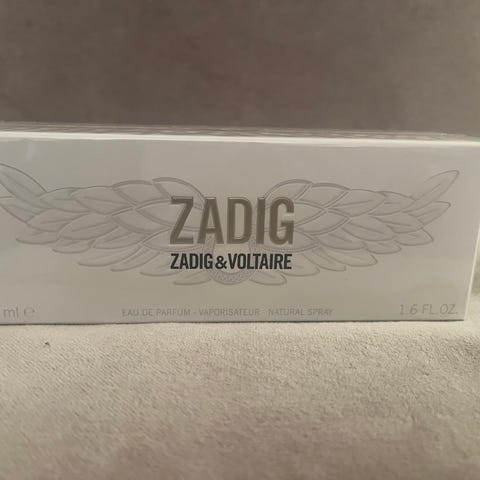 ZADIG
ZADIG & VOLTAIRE
ml e EAU DE PARFUM - VAPORISATEUR - NATURAL SPRAY 1.6 FL.OZ.